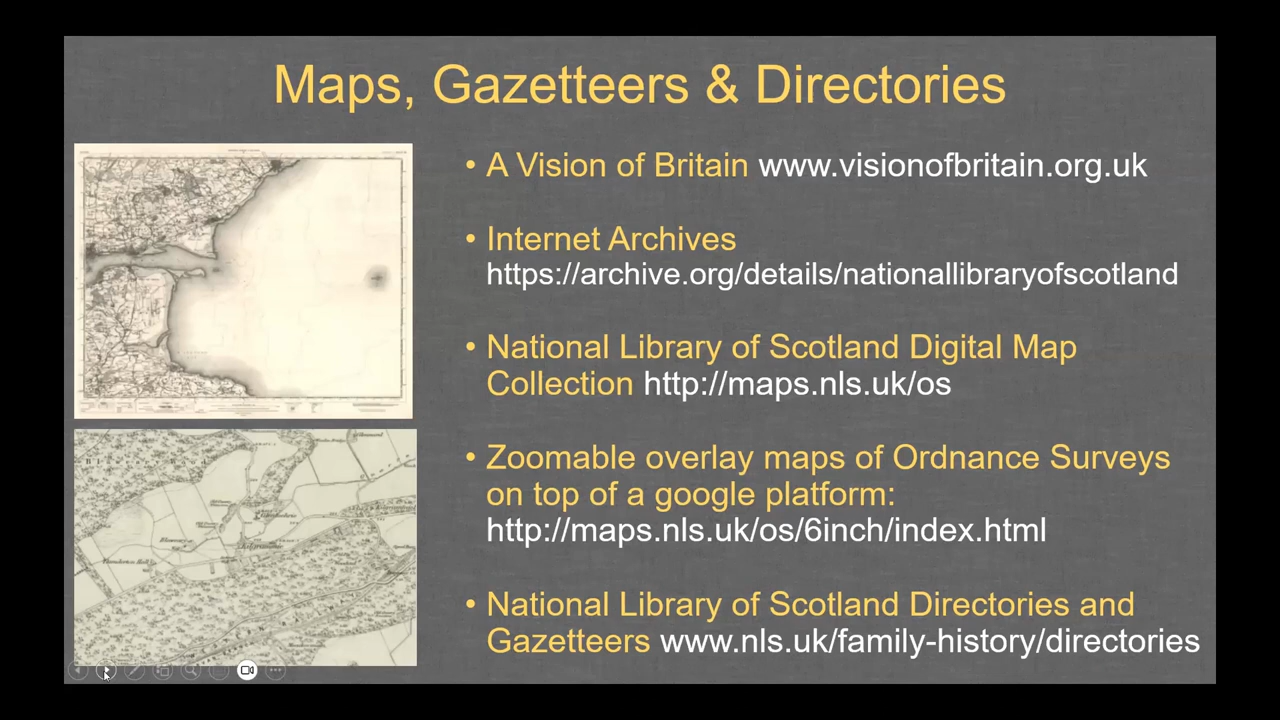 Maps, Gazetteers & Directories
• A Vision of Britain www.visionofbritain.org.uk
• Internet Archives
https://archive.org/details/nationallibraryofscotland
• National Library of Scotland Digital Map
Collection http://maps.nls.uk/os
• Zoomable overlay maps of Ordnance Surveys
on top of a google platform:
http://maps.nls.uk/os/6inch/index.html
• National Library of Scotland Directories and
Gazetteers www.nls.uk/family-history/directories